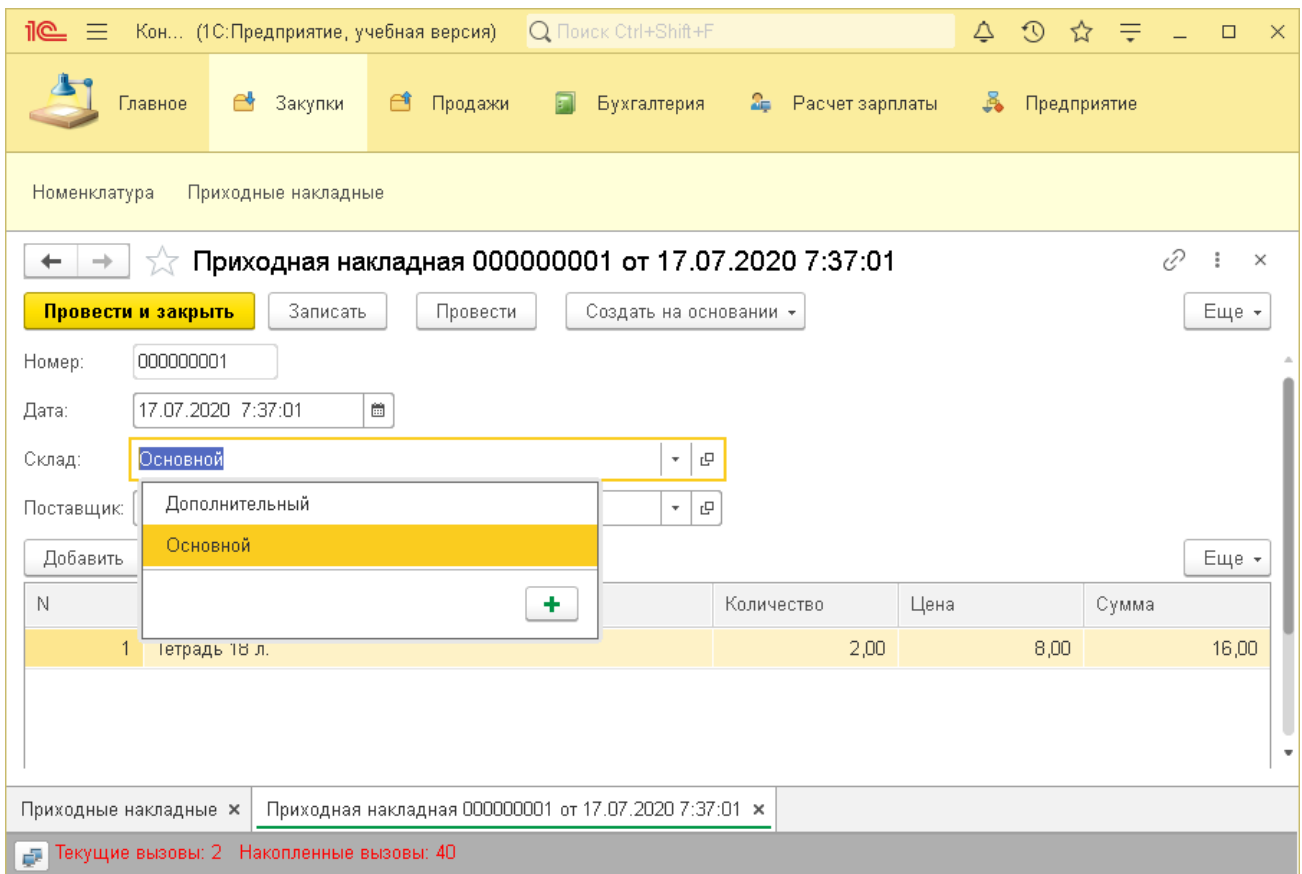 1С Кон... (1С:Предприятие, учебная версия) Поиск Ctrl+Shift+F
Главное Закупки Продажи Бухгалтерия Расчет зарплаты Предприятие
Номенклатура Приходные накладные
Приходная накладная 000000001 от 17.07.2020 7:37:01
Провести и закрыть Записать Провести Создать на основании Еще
Номер: 000000001
Дата: 17.07.2020 7:37:01
Склад: Основной
Поставщик:
Дополнительный
Основной
Добавить Еще
N Количество Цена Сумма
1 Тетрадь 18 л. 2,00 8,00 16,00
Приходные накладные Приходная накладная 000000001 от 17.07.2020 7:37:01
Текущие вызовы: 2 Накопленные вызовы: 40